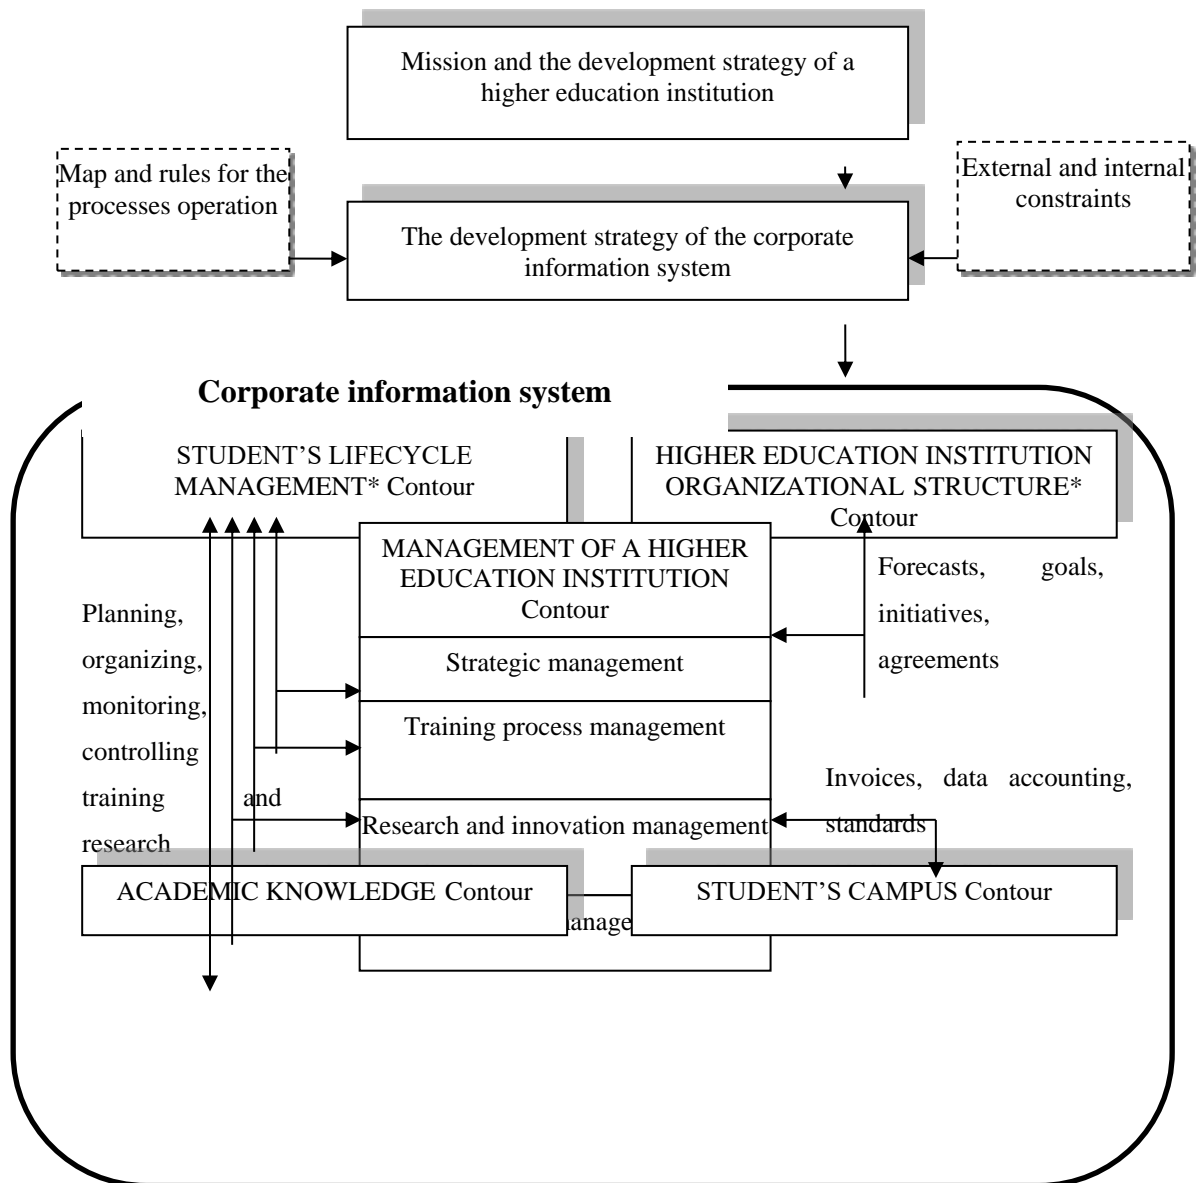 Mission and the development strategy of a
higher education institution
Map and rules for the
processes operation
External and internal
constraints
The development strategy of the corporate
information system
Corporate information system
STUDENT’S LIFECYCLE
MANAGEMENT* Contour
HIGHER EDUCATION INSTITUTION
ORGANIZATIONAL STRUCTURE*
Contour
MANAGEMENT OF A HIGHER
EDUCATION INSTITUTION
Contour
Forecasts, goals,
initiatives,
agreements
Planning,
organizing,
monitoring,
controlling
training and
research
Strategic management
Training process management
Research and innovation management
Invoices, data accounting,
standards
ACADEMIC KNOWLEDGE Contour
STUDENT’S CAMPUS Contour